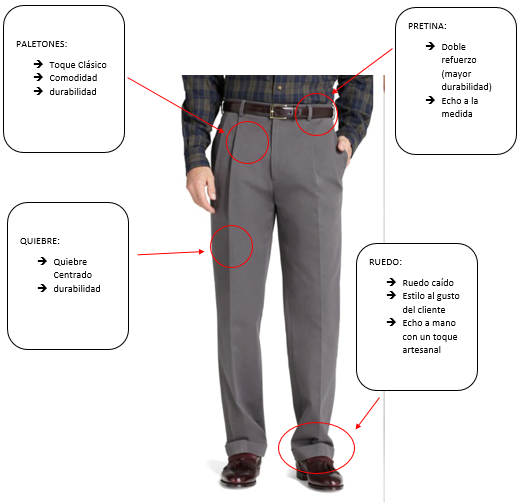 PALETONES:
➔ Toque Clásico
➔ Comodidad
➔ durabilidad
PRETINA:
➔ Doble
refuerzo
(mayor
durabilidad)
➔ Echo a la
medida
QUIEBRE:
➔ Quiebre
Centrado
➔ durabilidad
RUEDO:
➔ Ruedo caído
➔ Estilo al gusto
del cliente
➔ Echo a mano
con un toque
artesanal